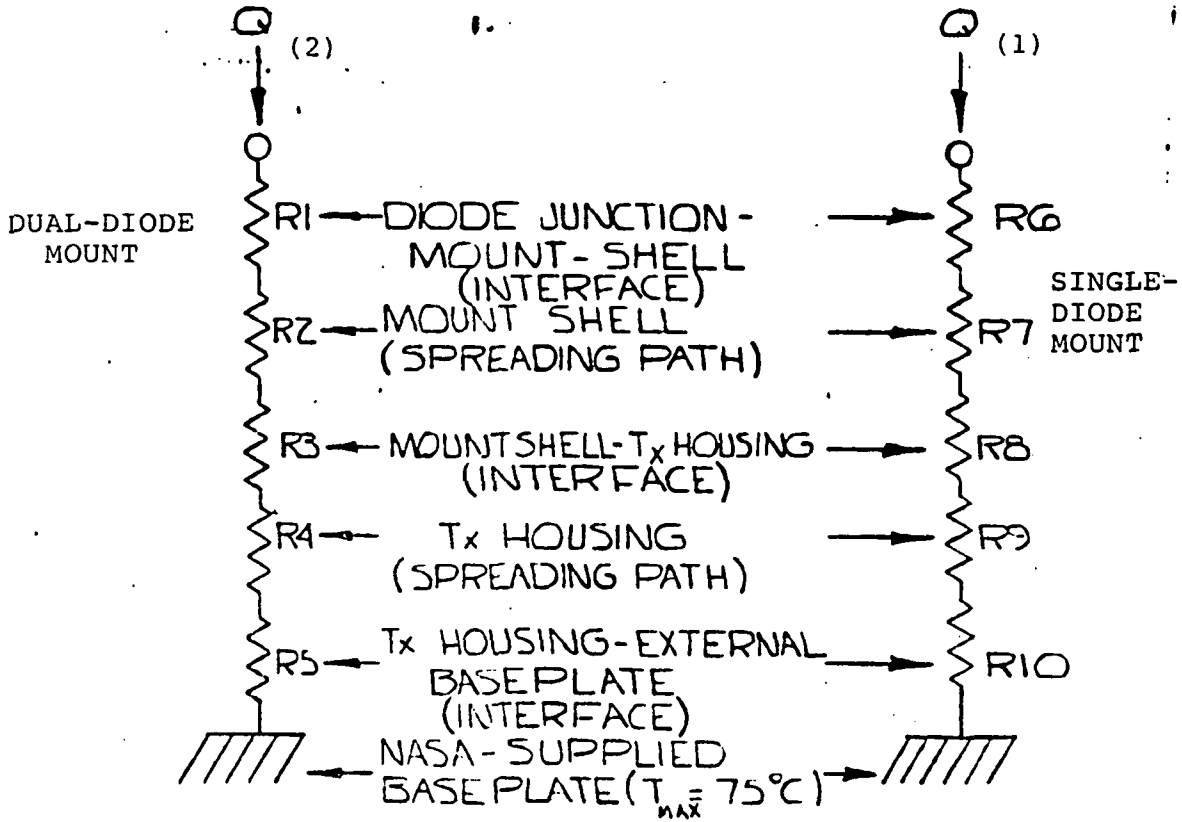 Q (2)
Q (1)
DUAL-DIODE
MOUNT
R1
DIODE JUNCTION-
MOUNT-SHELL
(INTERFACE)
R6
SINGLE-
DIODE
MOUNT
R2
MOUNT SHELL
(SPREADING PATH)
R7
R3
MOUNT SHELL-Tx HOUSING
(INTERFACE)
R8
R4
Tx HOUSING
(SPREADING PATH)
R9
R5
Tx HOUSING-EXTERNAL
BASEPLATE
(INTERFACE)
R10
NASA-SUPPLIED
BASEPLATE (TMAX = 75°C)